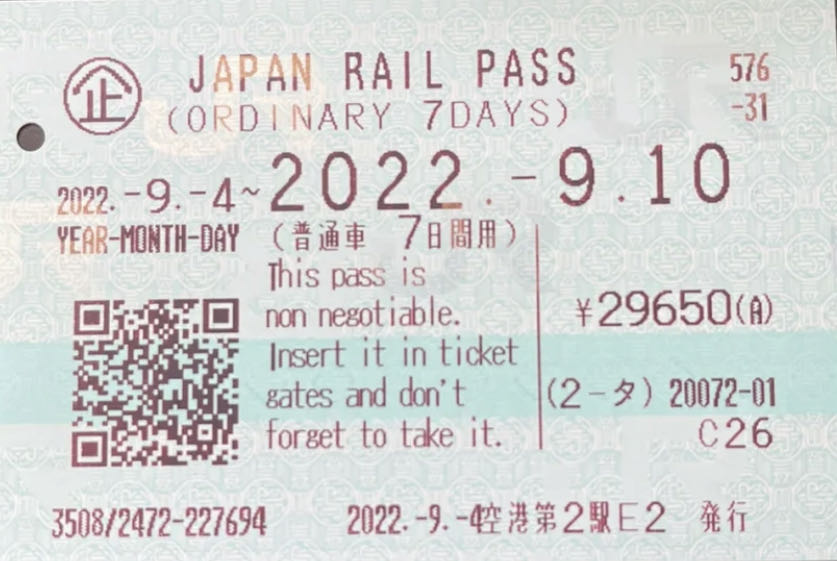 企 JAPAN RAIL PASS 576
(ORDINARY 7DAYS) -31
2022.-9.-4~2022.-9.10
YEAR-MONTH-DAY (普通車 7日間用)
This pass is
non negotiable. ¥29650(A)
Insert it in ticket
gates and don't (2-タ) 20072-01
forget to take it. C26
3508/2472-227694 2022.-9.-4空港第2駅E2 発行